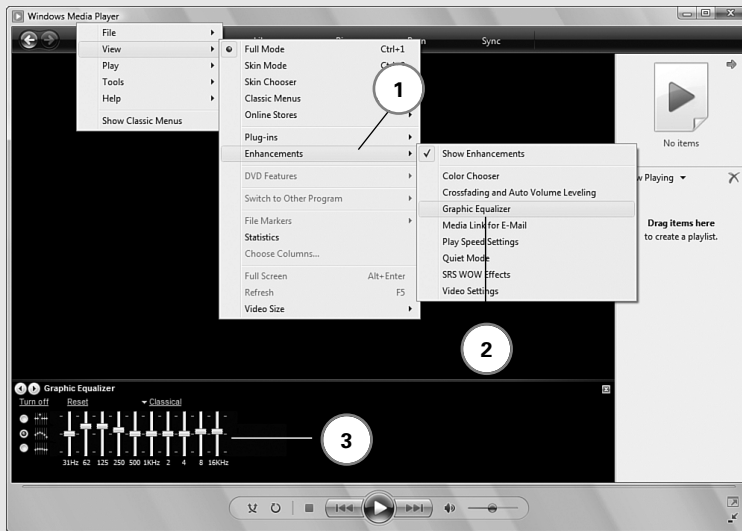 Windows Media Player
File
View
Play
Tools
Help
Show Classic Menus
Sync
Full Mode Ctrl+1
Skin Mode
Skin Chooser
Classic Menus
Online Stores
Plug-ins
Enhancements
DVD Features
Switch to Other Program
File Markers
Statistics
Choose Columns...
Full Screen Alt+Enter
Refresh F5
Video Size
1
Show Enhancements
Color Chooser
Crossfading and Auto Volume Leveling
Graphic Equalizer
Media Link for E-Mail
Play Speed Settings
Quiet Mode
SRS WOW Effects
Video Settings
2
No items
Playing
Drag items here
to create a playlist.
Graphic Equalizer
Turn off Reset Classical
31Hz 62 125 250 500 1KHz 2 4 8 16KHz
3